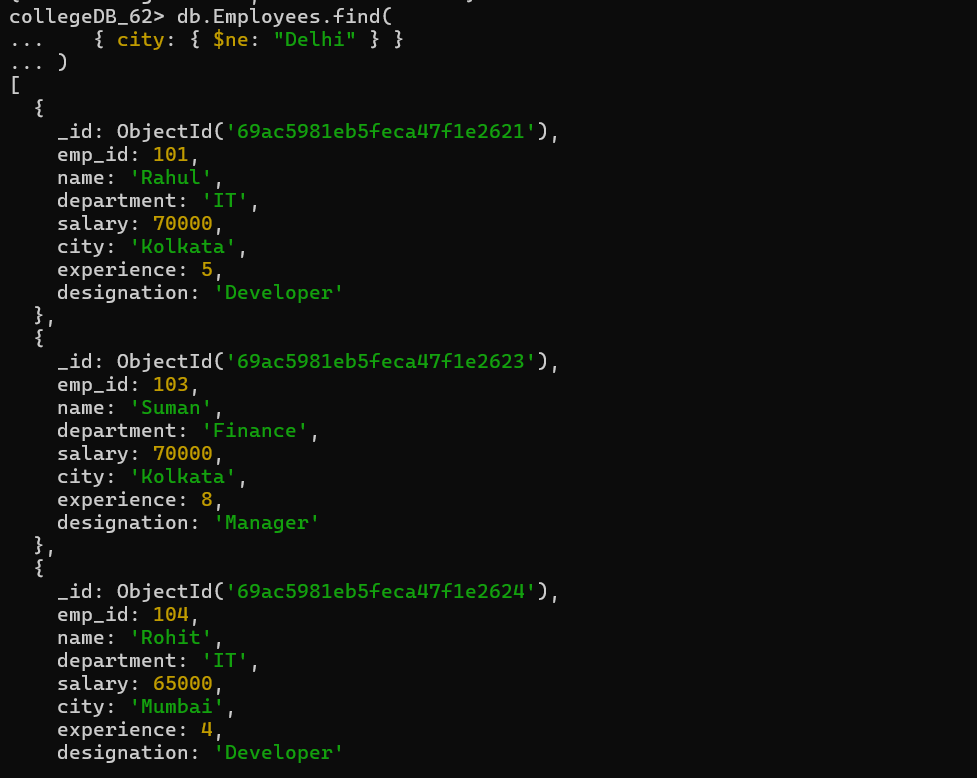 collegeDB_62> db.Employees.find(
...    { city: { $ne: "Delhi" } }
... )
[
  {
    _id: ObjectId('69ac5981eb5feca47f1e2621'),
    emp_id: 101,
    name: 'Rahul',
    department: 'IT',
    salary: 70000,
    city: 'Kolkata',
    experience: 5,
    designation: 'Developer'
  },
  {
    _id: ObjectId('69ac5981eb5feca47f1e2623'),
    emp_id: 103,
    name: 'Suman',
    department: 'Finance',
    salary: 70000,
    city: 'Kolkata',
    experience: 8,
    designation: 'Manager'
  },
  {
    _id: ObjectId('69ac5981eb5feca47f1e2624'),
    emp_id: 104,
    name: 'Rohit',
    department: 'IT',
    salary: 65000,
    city: 'Mumbai',
    experience: 4,
    designation: 'Developer'